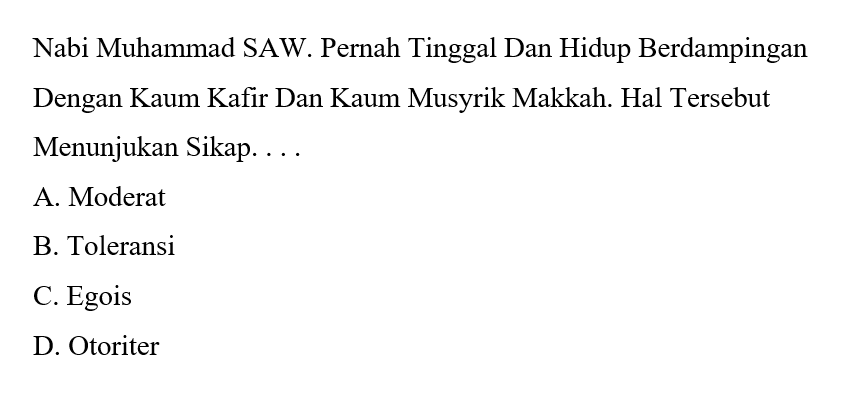 Nabi Muhammad SAW. Pernah Tinggal Dan Hidup Berdampingan
Dengan Kaum Kafir Dan Kaum Musyrik Makkah. Hal Tersebut
Menunjukan Sikap. . . .
A. Moderat
B. Toleransi
C. Egois
D. Otoriter